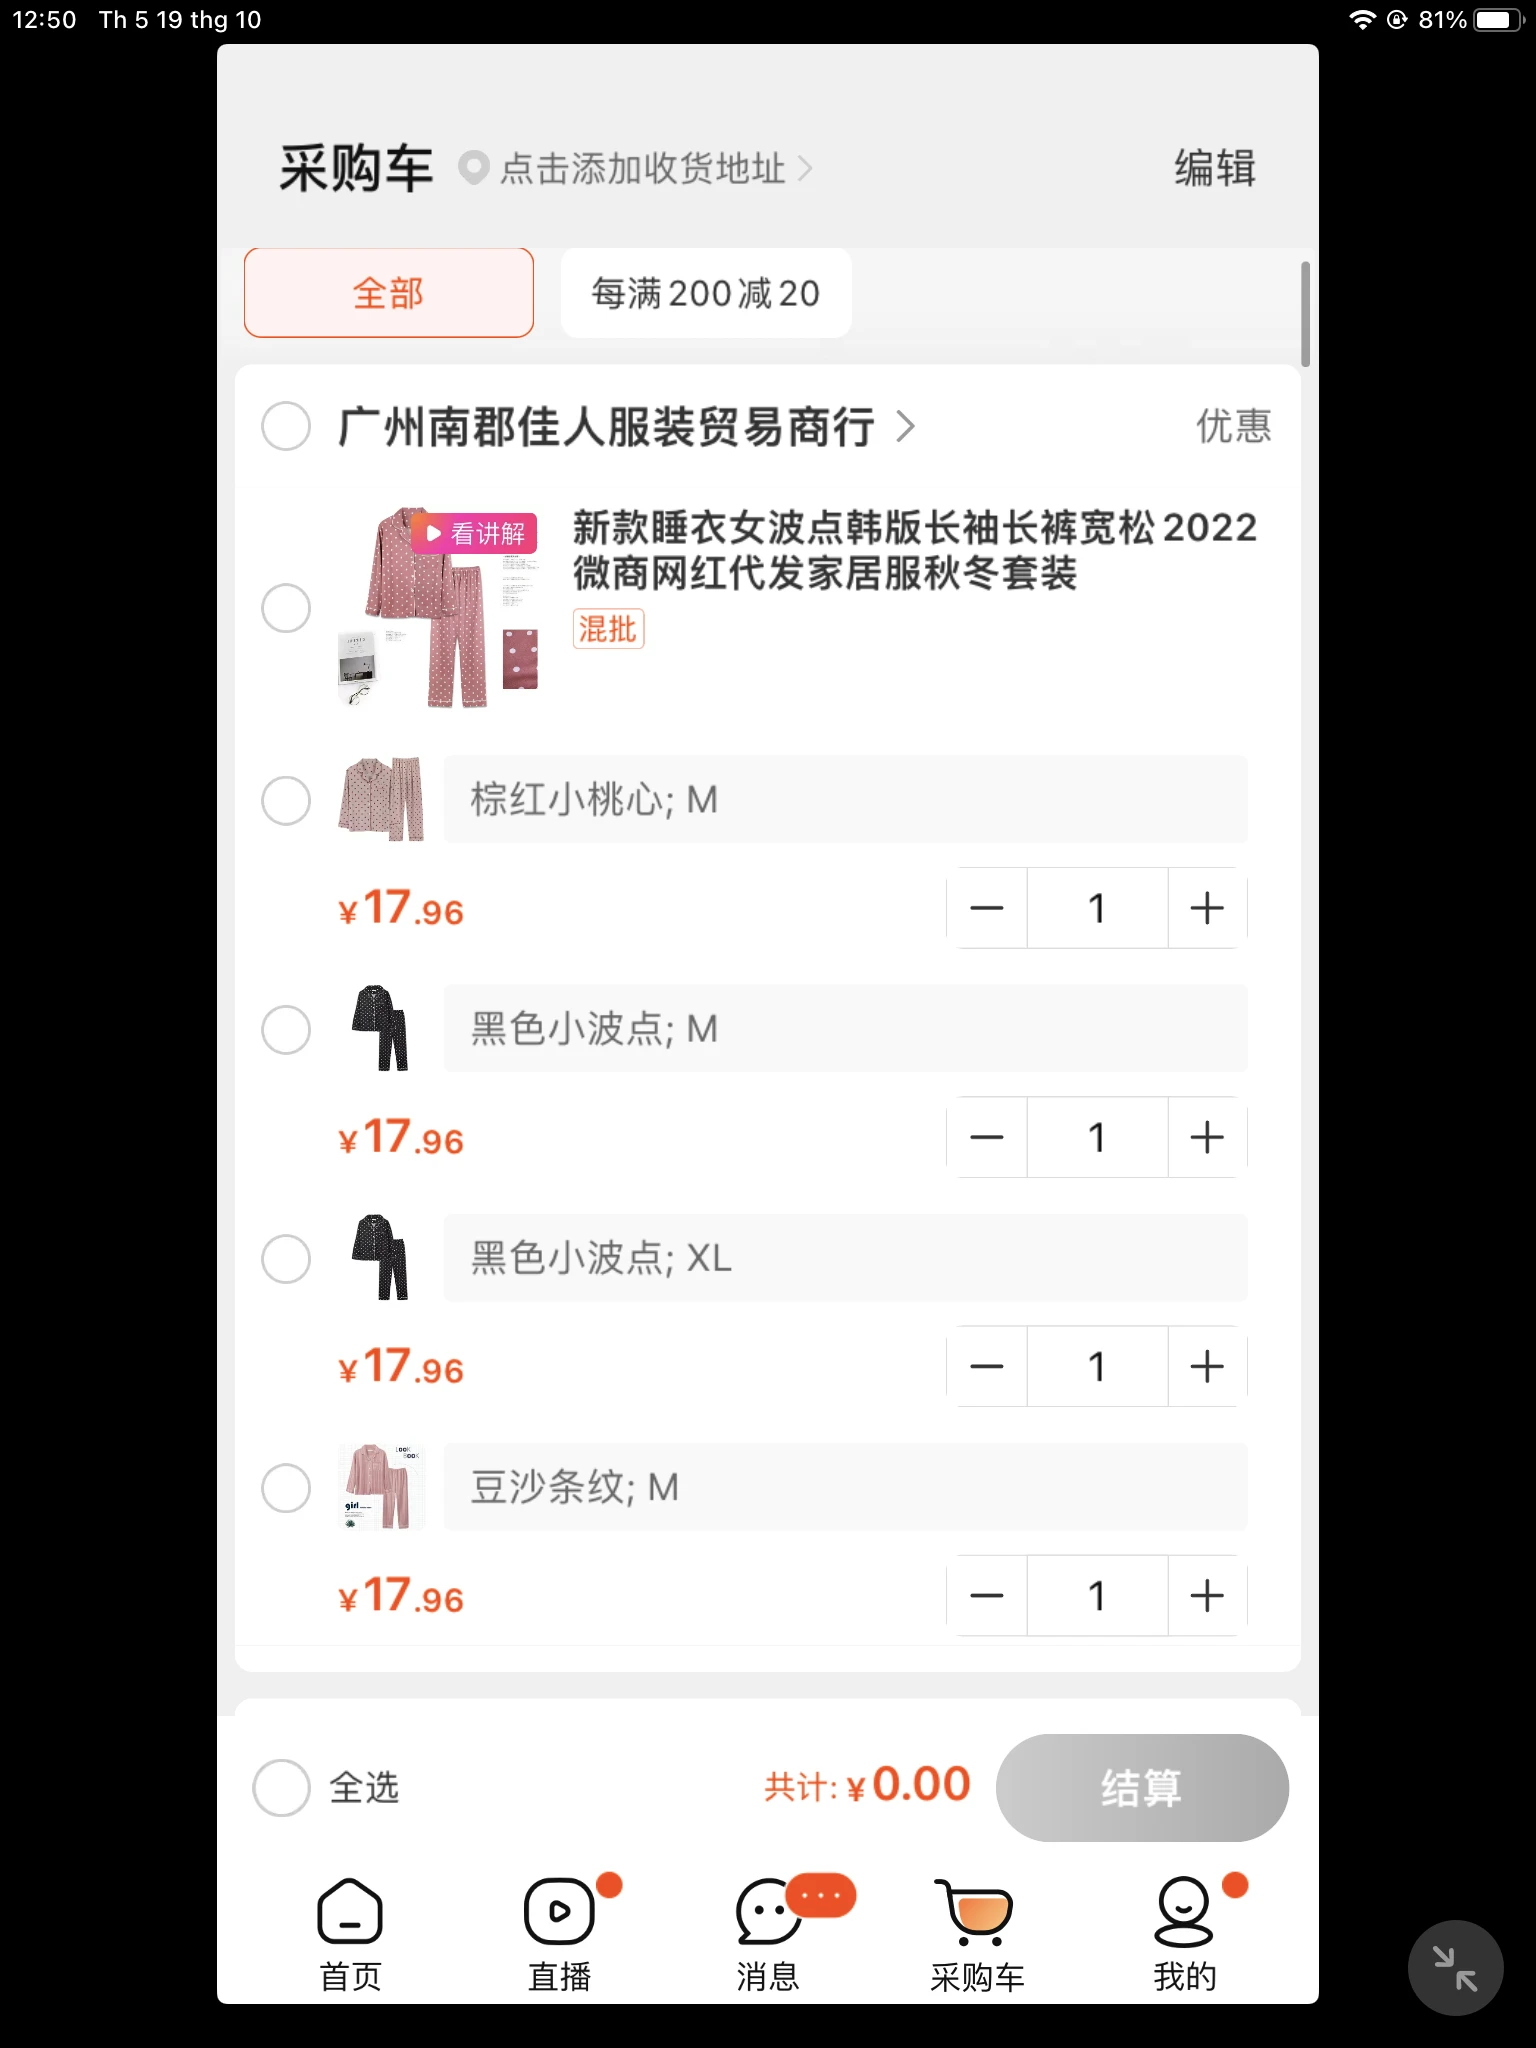 12:50 Th 5 19 thg 10
81%
采购车 点击添加收货地址
编辑
全部
每满200减20
广州南郡佳人服装贸易商行
优惠
看讲解
新款睡衣女波点韩版长袖长裤宽松2022
微商网红代发家居服秋冬套装
混批
棕红小桃心; M
¥17.96
1
黑色小波点; M
¥17.96
1
黑色小波点; XL
¥17.96
1
LOOK
BOOK
girl
豆沙条纹; M
¥17.96
1
全选
共计: ¥0.00
结算
首页
直播
消息
采购车
我的